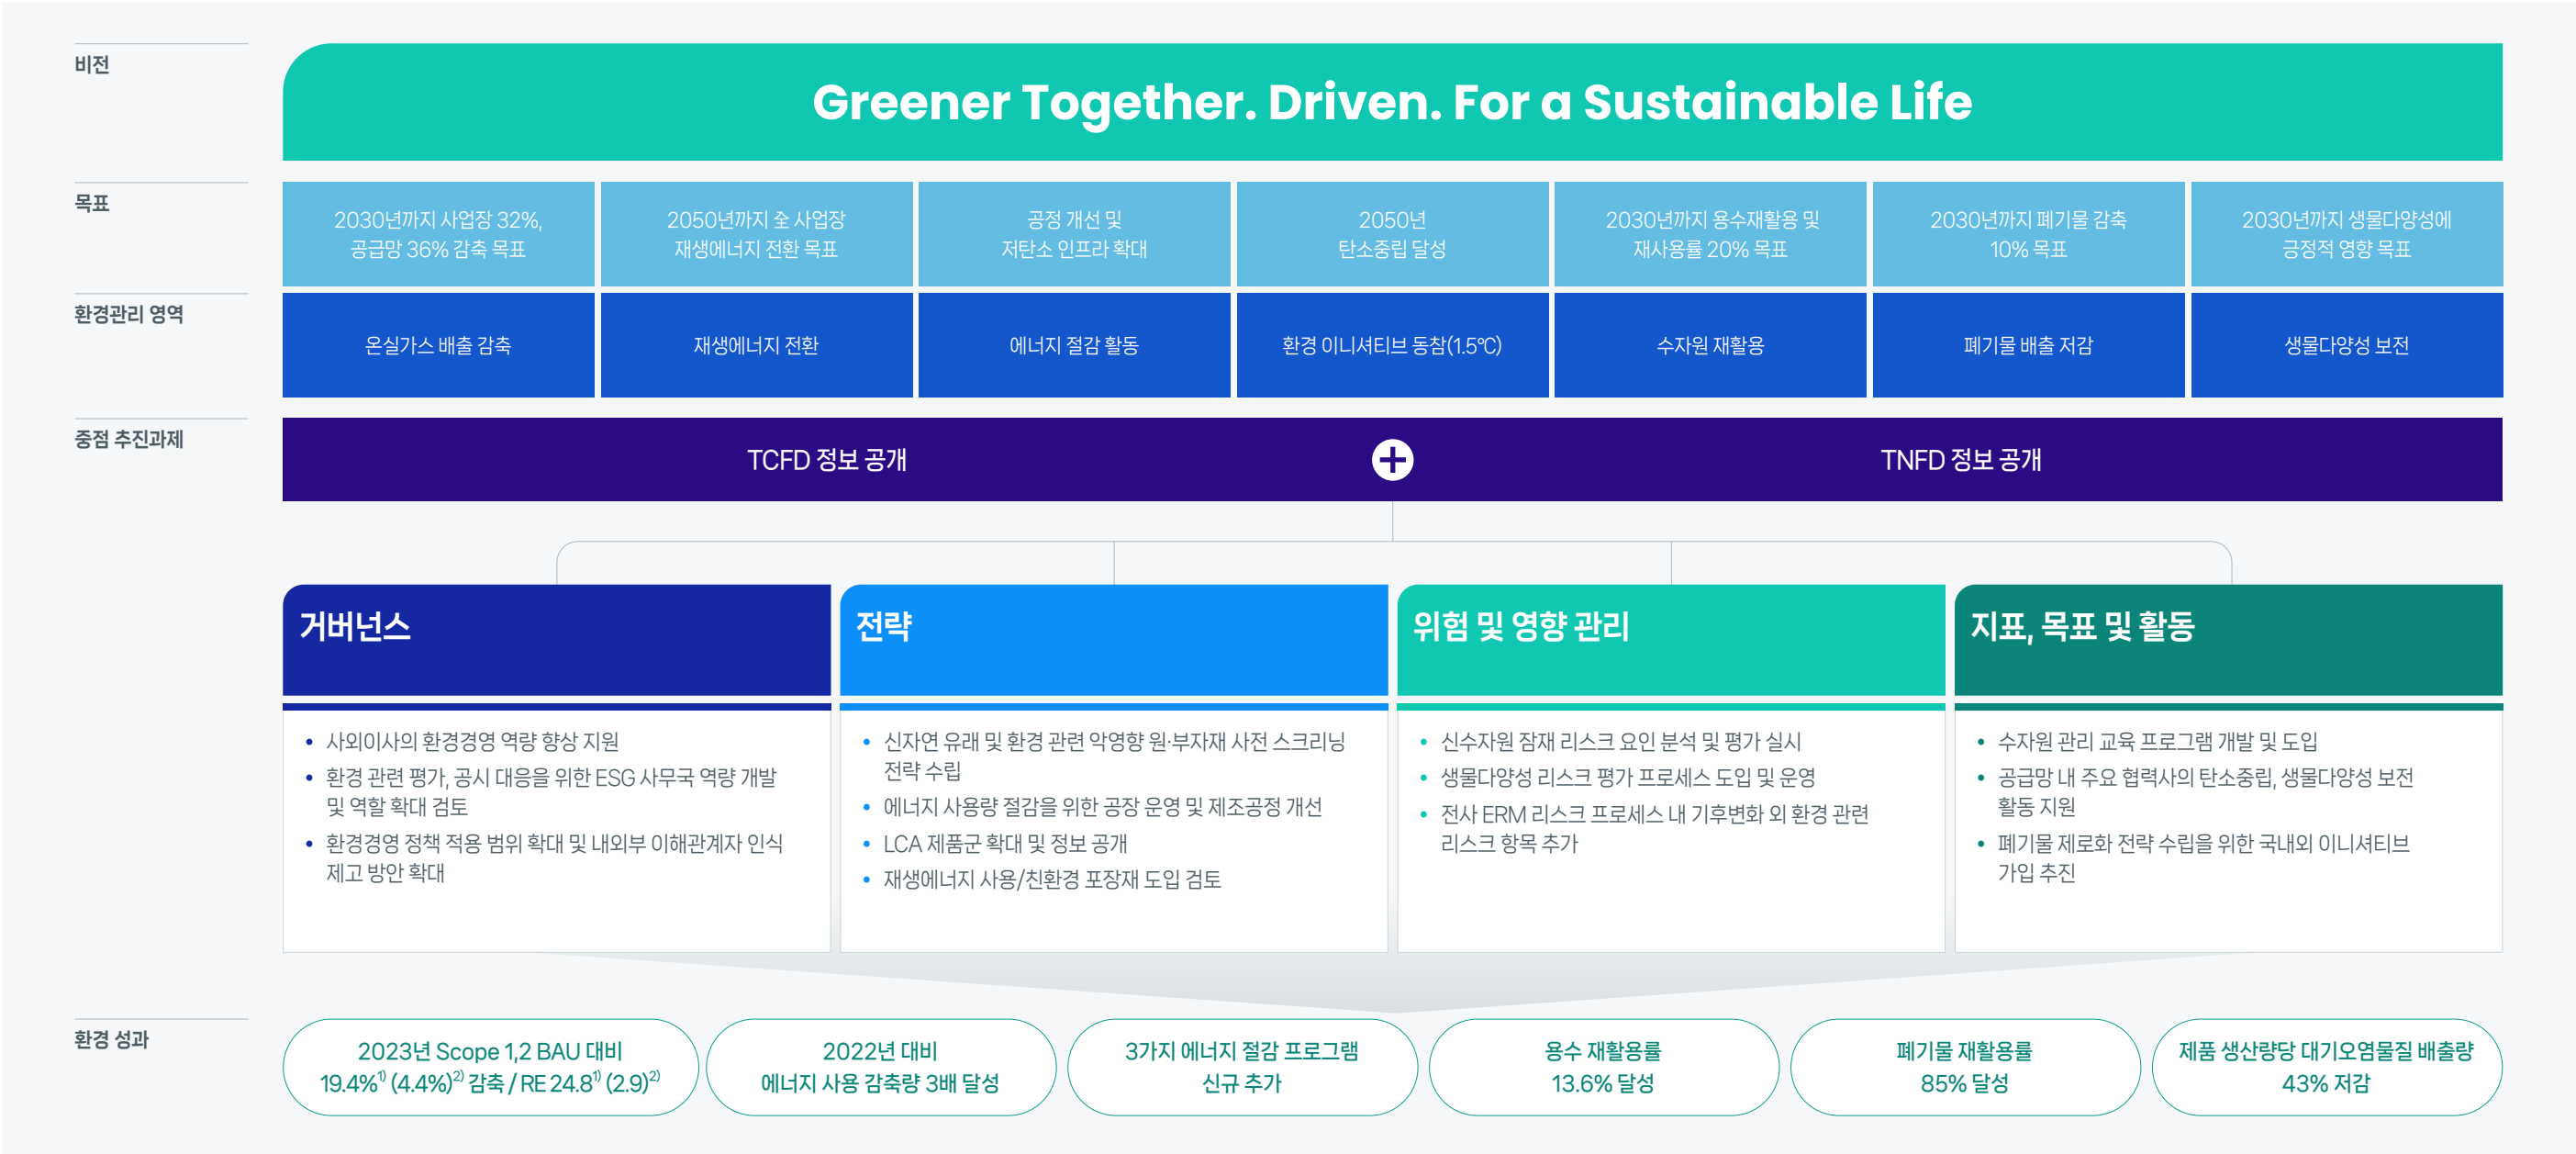 비전
Greener Together. Driven. For a Sustainable Life
목표
2030년까지 사업장 32%,
공급망 36% 감축 목표
2050년까지 全 사업장
재생에너지 전환 목표
공정 개선 및
저탄소 인프라 확대
2050년
탄소중립 달성
2030년까지 용수재활용 및
재사용률 20% 목표
2030년까지 폐기물 감축
10% 목표
2030년까지 생물다양성에
긍정적 영향 목표
환경관리 영역
온실가스 배출 감축
재생에너지 전환
에너지 절감 활동
환경 이니셔티브 동참(1.5℃)
수자원 재활용
폐기물 배출 저감
생물다양성 보전
중점 추진과제
TCFD 정보 공개
TNFD 정보 공개
거버넌스
• 사외이사의 환경경영 역량 향상 지원
• 환경 관련 평가, 공시 대응을 위한 ESG 사무국 역량 개발
및 역할 확대 검토
• 환경경영 정책 적용 범위 확대 및 내외부 이해관계자 인식
제고 방안 확대
전략
• 신자연 유래 및 환경 관련 악영향 원·부자재 사전 스크리닝
전략 수립
• 에너지 사용량 절감을 위한 공장 운영 및 제조공정 개선
• LCA 제품군 확대 및 정보 공개
• 재생에너지 사용/친환경 포장재 도입 검토
위험 및 영향 관리
• 신수자원 잠재 리스크 요인 분석 및 평가 실시
• 생물다양성 리스크 평가 프로세스 도입 및 운영
• 전사 ERM 리스크 프로세스 내 기후변화 외 환경 관련
리스크 항목 추가
지표, 목표 및 활동
• 수자원 관리 교육 프로그램 개발 및 도입
• 공급망 내 주요 협력사의 탄소중립, 생물다양성 보전
활동 지원
• 폐기물 제로화 전략 수립을 위한 국내외 이니셔티브
가입 추진
환경 성과
2023년 Scope 1,2 BAU 대비
19.4%1) (4.4%)2) 감축 / RE 24.81) (2.9)2)
2022년 대비
에너지 사용 감축량 3배 달성
3가지 에너지 절감 프로그램
신규 추가
용수 재활용률
13.6% 달성
폐기물 재활용률
85% 달성
제품 생산량당 대기오염물질 배출량
43% 저감